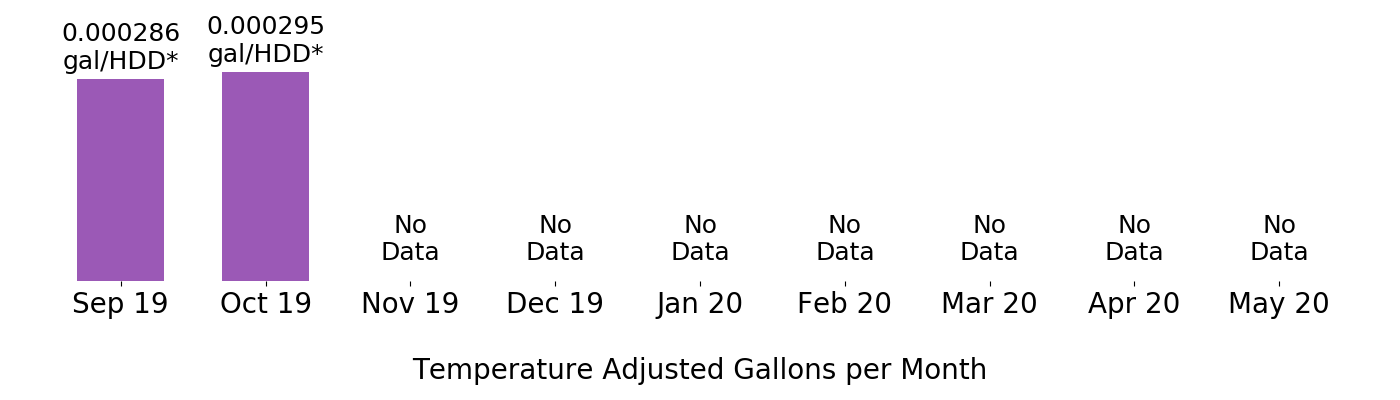 0.000286
gal/HDD*
0.000295
gal/HDD*
No
Data
No
Data
No
Data
No
Data
No
Data
No
Data
No
Data
Sep 19
Oct 19
Nov 19
Dec 19
Jan 20
Feb 20
Mar 20
Apr 20
May 20
Temperature Adjusted Gallons per Month